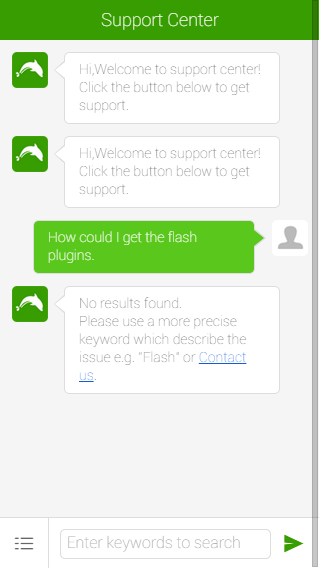 Support Center
Hi,Welcome to support center!
Click the button below to get
support.
Hi,Welcome to support center!
Click the button below to get
support.
How could I get the flash
plugins.
No results found.
Please use a more precise
keyword which describe the
issue e.g. "Flash" or Contact
us.
Enter keywords to search